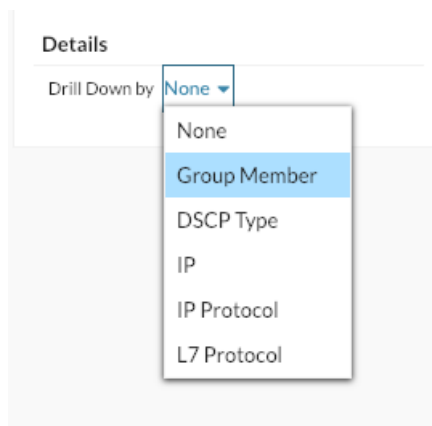 Details
Drill Down by None
None
Group Member
DSCP Type
IP
IP Protocol
L7 Protocol